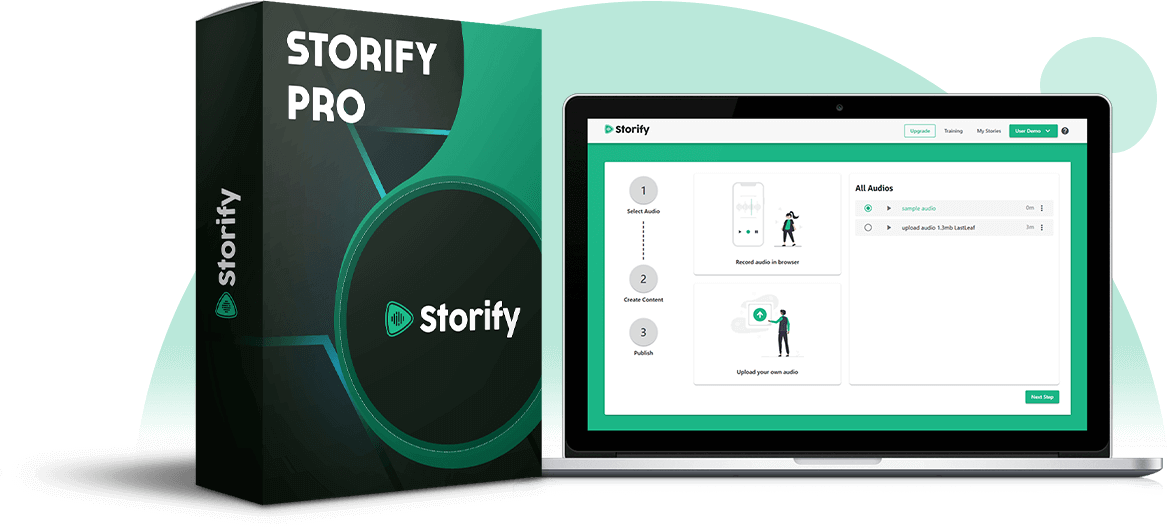 STORIFY
PRO
Storify
Storify
Storify
Upgrade
Training
My Stories
User Demo
1
Select Audio
2
Create Content
3
Publish
Record audio in browser
Upload your own audio
All Audios
sample audio
0m
upload audio 1.3mb LastLeaf
3m
Next Step